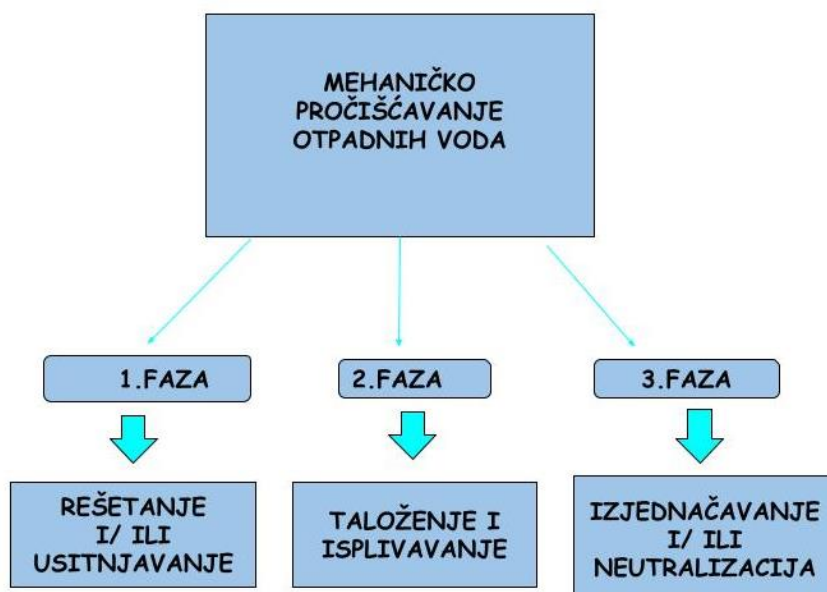 MEHANIČKO
PROČIŠĆAVANJE
OTPADNIH VODA
1.FAZA
2.FAZA
3.FAZA
REŠETANJE
I/ ILI
USITNJAVANJE
TALOŽENJE I
ISPLIVAVANJE
IZJEDNAČAVANJE
I/ ILI
NEUTRALIZACIJA